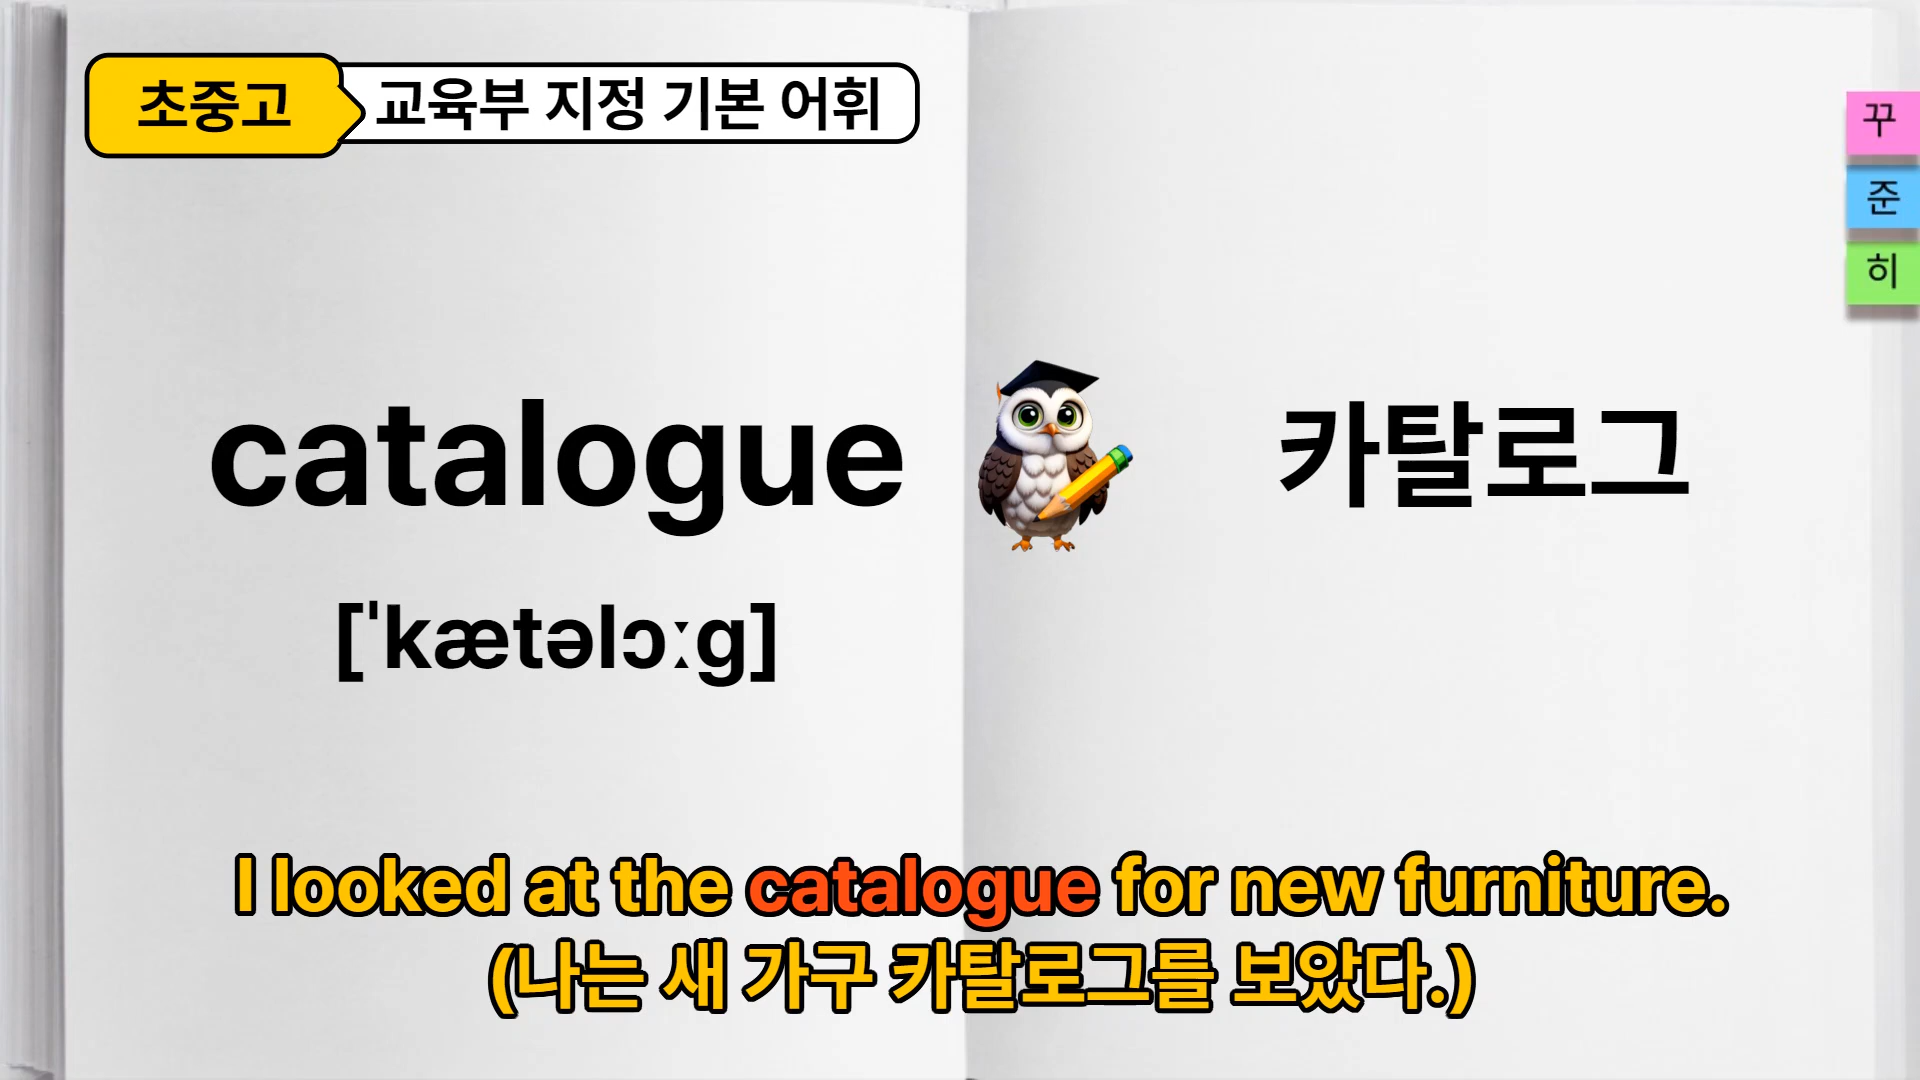 초중고 교육부 지정 기본 어휘
꾸
준
히
catalogue
카탈로그
[ˈkætəlɔːg]
I looked at the catalogue for new furniture.
(나는 새 가구 카탈로그를 보았다.)